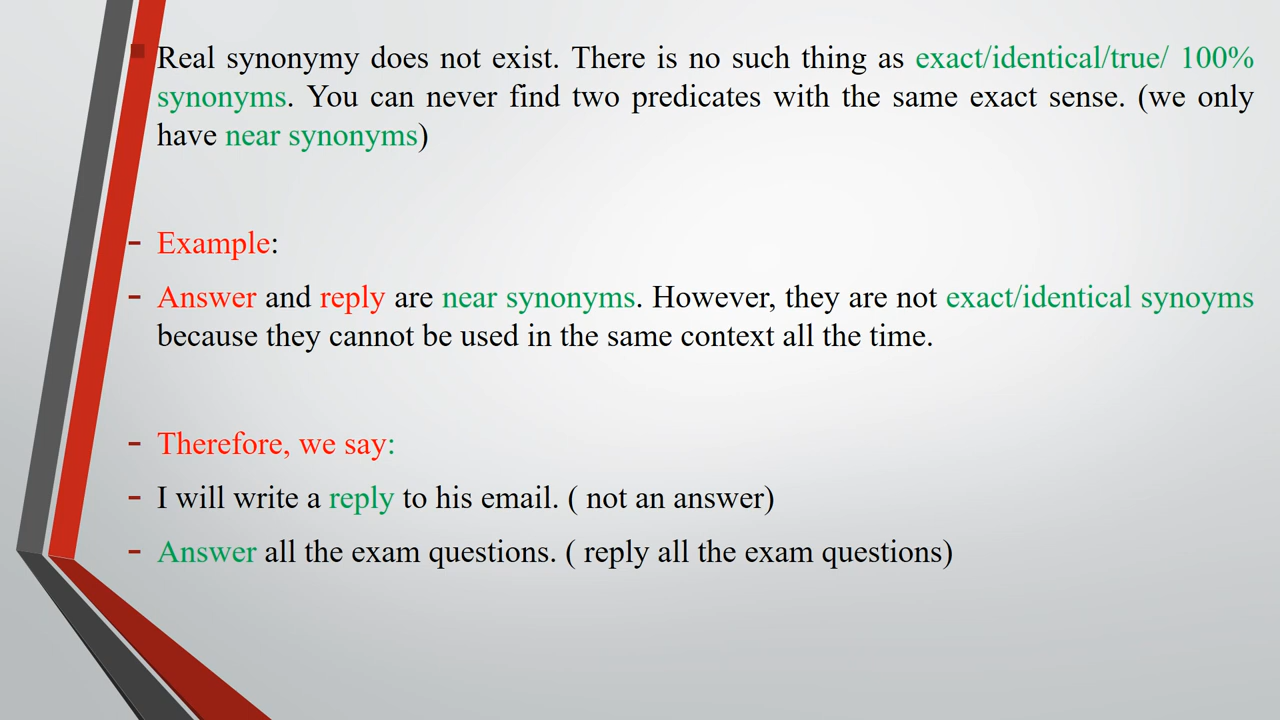 Real synonymy does not exist. There is no such thing as exact/identical/true/ 100%
synonyms. You can never find two predicates with the same exact sense. (we only
have near synonyms)
- Example:
- Answer and reply are near synonyms. However, they are not exact/identical synoyms
because they cannot be used in the same context all the time.
- Therefore, we say:
- I will write a reply to his email. ( not an answer)
- Answer all the exam questions. ( reply all the exam questions)